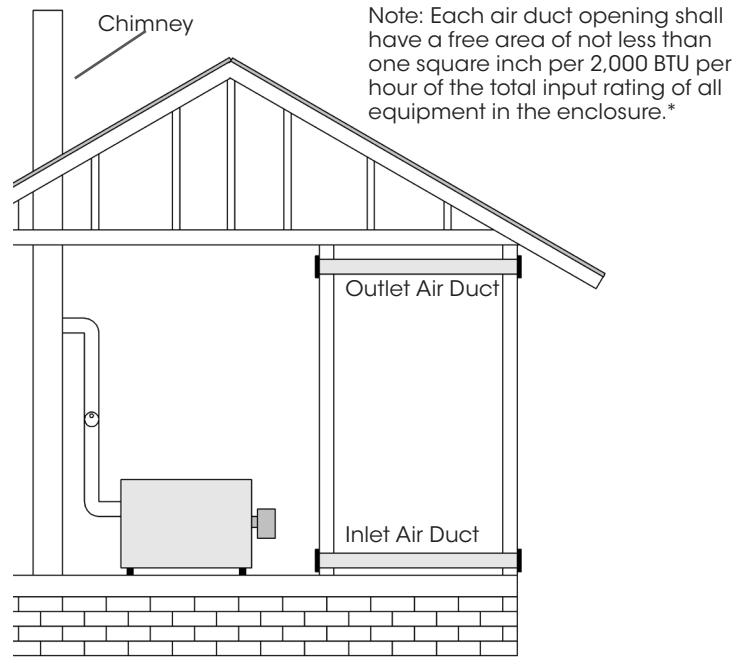 Chimney
Note: Each air duct opening shall
have a free area of not less than
one square inch per 2,000 BTU per
hour of the total input rating of all
equipment in the enclosure.*
Outlet Air Duct
Inlet Air Duct